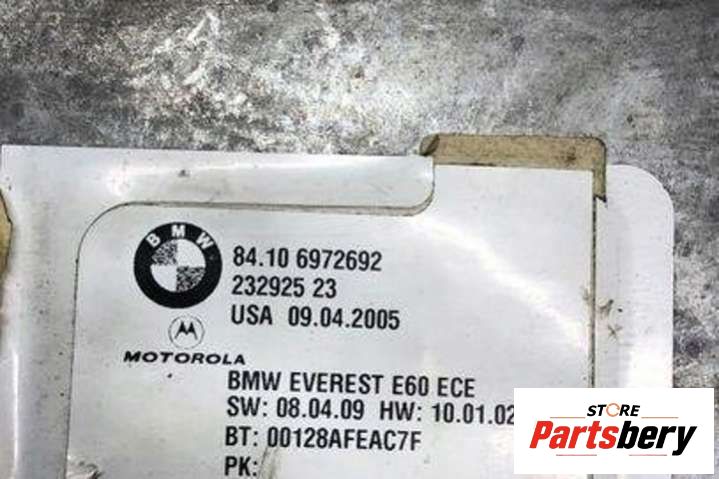 BMW
84.10 6972692
232925 23
USA 09.04.2005
MOTOROLA
BMW EVEREST E60 ECE
SW: 08.04.09 HW: 10.01.02
BT: 00128AFEAC7F
PK:
STORE
Partsbery